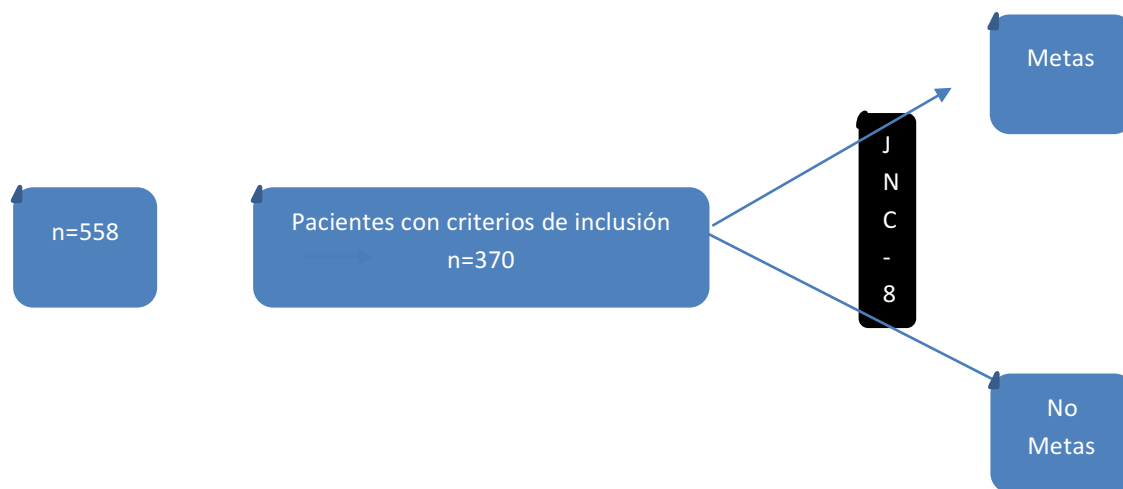 n=558
Pacientes con criterios de inclusión
n=370
J
N
C
-
8
Metas
No
Metas